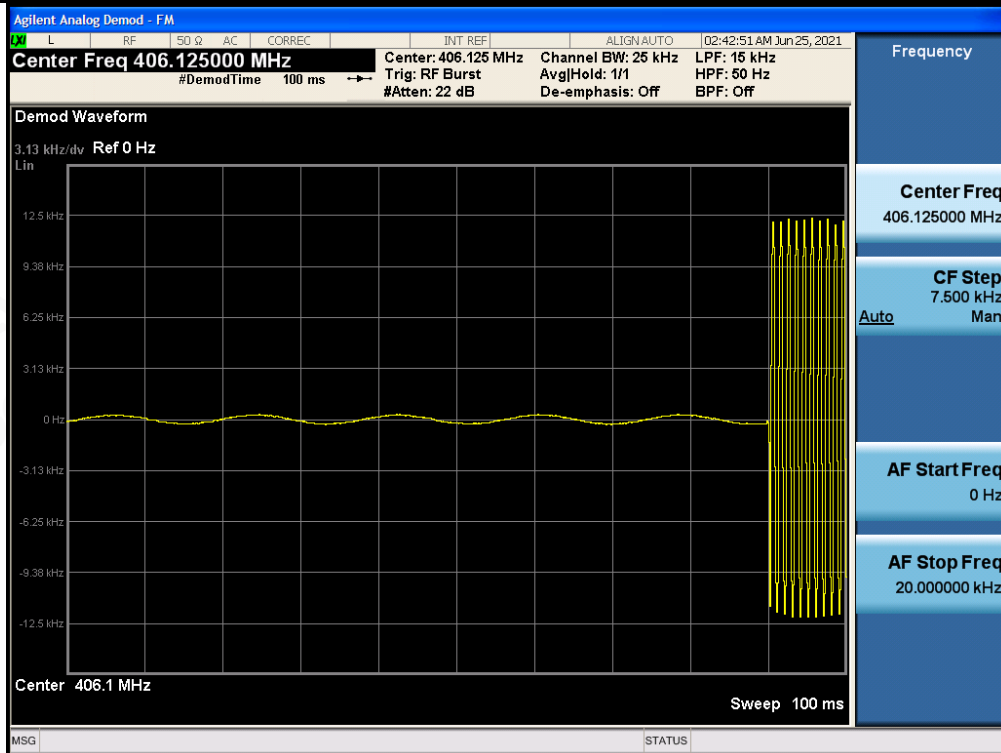 Agilent Analog Demod - FM
LXI L RF 50 Ω AC CORREC INT REF ALIGN AUTO 02:42:51 AM Jun 25, 2021
Center Freq 406.125000 MHz
#DemodTime 100 ms
Center: 406.125 MHz
Trig: RF Burst
#Atten: 22 dB
Channel BW: 25 kHz
Avg|Hold: 1/1
De-emphasis: Off
LPF: 15 kHz
HPF: 50 Hz
BPF: Off
Demod Waveform
3.13 kHz/dv Ref 0 Hz
Lin
12.5 kHz
9.38 kHz
6.25 kHz
3.13 kHz
0 Hz
-3.13 kHz
-6.25 kHz
-9.38 kHz
-12.5 kHz
Center 406.1 MHz
Sweep 100 ms
MSG STATUS
Frequency
Center Freq
406.125000 MHz
CF Step
7.500 kHz
Auto Man
AF Start Freq
0 Hz
AF Stop Freq
20.000000 kHz